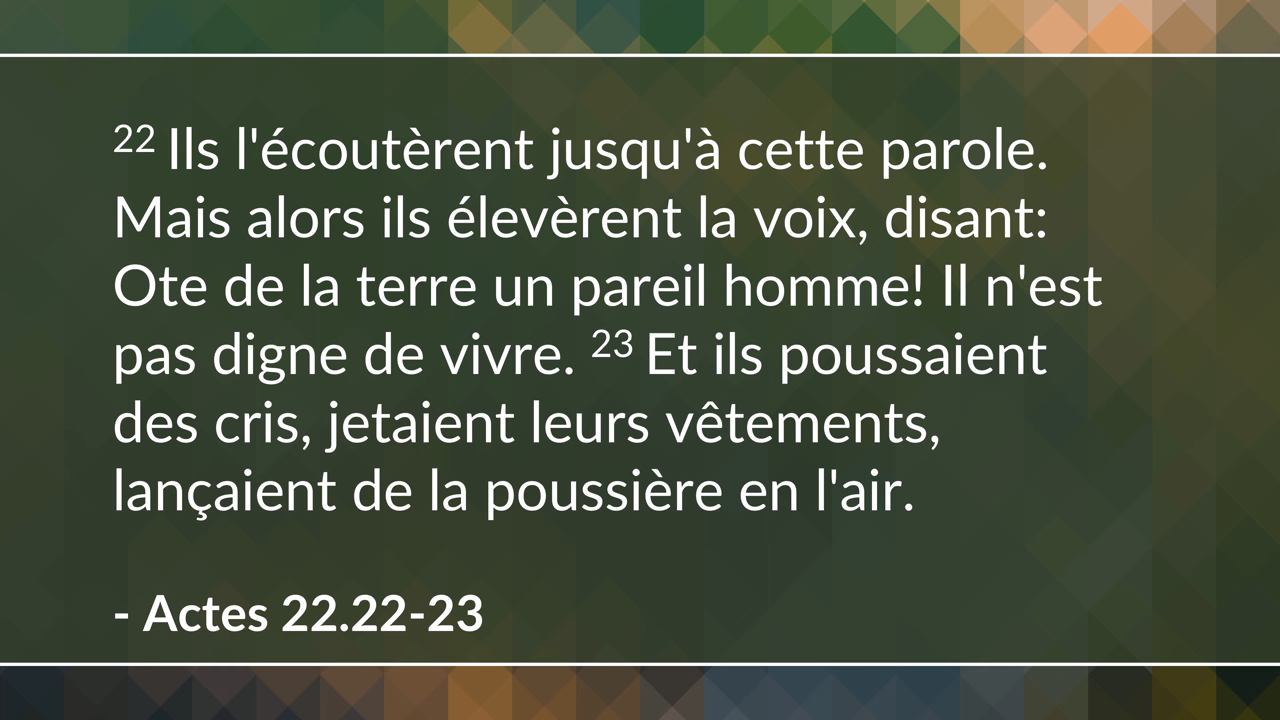 22 Ils l'écoutèrent jusqu'à cette parole.
Mais alors ils élevèrent la voix, disant:
Ote de la terre un pareil homme! Il n'est
pas digne de vivre. 23 Et ils poussaient
des cris, jetaient leurs vêtements,
lançaient de la poussière en l'air.
- Actes 22.22-23